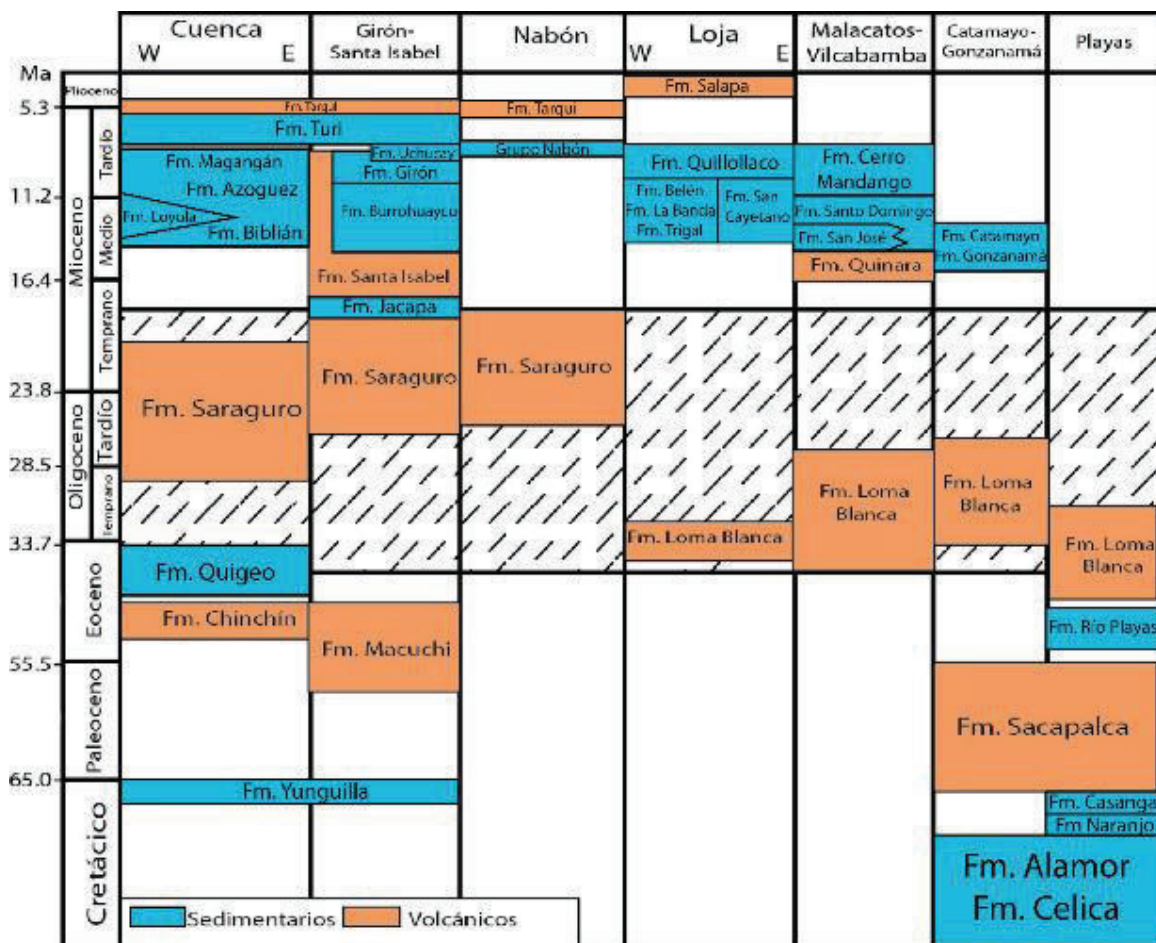 Cuenca
W E
Girón-
Santa Isabel
Nabón
Loja
W E
Malacatos-
Vilcabamba
Catamayo-
Gonzanamá
Playas
Ma
5.3
11.2
16.4
23.8
28.5
33.7
55.5
65.0
Plioceno
Mioceno
Tardío
Medio
Temprano
Oligoceno
Tardío
Temprano
Eoceno
Paleoceno
Cretácico
Fm. Tarqui
Fm. Turi
Fm. Magangán
Fm. Azoguez
Fm. Loyola
Fm. Biblián
Fm. Saraguro
Fm. Quigeo
Fm. Chinchín
Fm. Yunguilla
Fm. Uchucay
Fm. Girón
Fm. Burrohuaycu
Fm. Santa Isabel
Fm. Jacapa
Fm. Saraguro
Fm. Macuchi
Fm. Tarqui
Grupo Nabón
Fm. Saraguro
Fm. Salapa
Fm. Quillollaco
Fm. Belén
Fm. La Banda
Fm. Trigal
Fm. San
Cayetano
Fm. Loma Blanca
Fm. Cerro
Mandango
Fm. Santo Domingo
Fm. San José
Fm. Quinara
Fm. Loma
Blanca
Fm. Catamayo
Fm. Gonzanamá
Fm. Loma
Blanca
Fm. Loma
Blanca
Fm. Río Playas
Fm. Sacapalca
Fm. Casanga
Fm Naranjo
Fm. Alamor
Fm. Celica
Sedimentarios
Volcánicos